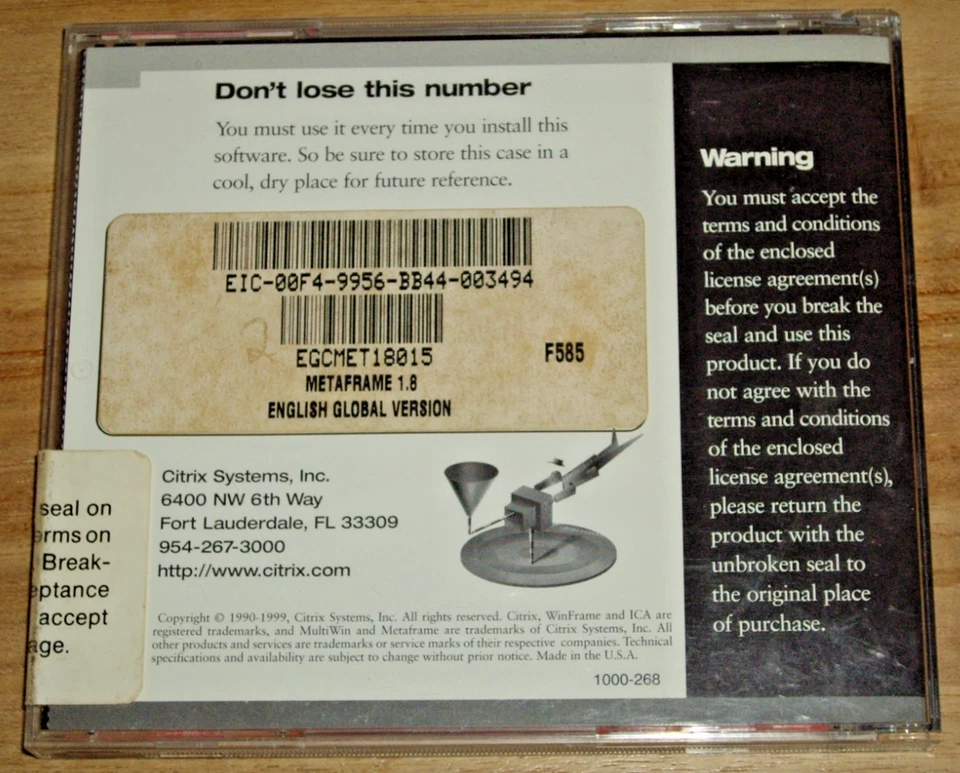 Don't lose this number
You must use it every time you install this
software. So be sure to store this case in a
cool, dry place for future reference.
EIC-00F4-9956-BB44-003494
2
EGCMET18015
F585
METAFRAME 1.8
ENGLISH GLOBAL VERSION
Citrix Systems, Inc.
6400 NW 6th Way
Fort Lauderdale, FL 33309
954-267-3000
http://www.citrix.com
Copyright © 1990-1999, Citrix Systems, Inc. All rights reserved. Citrix, WinFrame and ICA are
registered trademarks, and MultiWin and Metaframe are trademarks of Citrix Systems, Inc. All
other products and services are trademarks or service marks of their respective companies. Technical
specifications and availability are subject to change without prior notice. Made in the U.S.A.
1000-268
seal on
erms on
Break-
eptance
accept
age.
Warning
You must accept the
terms and conditions
of the enclosed
license agreement(s)
before you break the
seal and use this
product. If you do
not agree with the
terms and conditions
of the enclosed
license agreement(s),
please return the
product with the
unbroken seal to
the original place
of purchase.